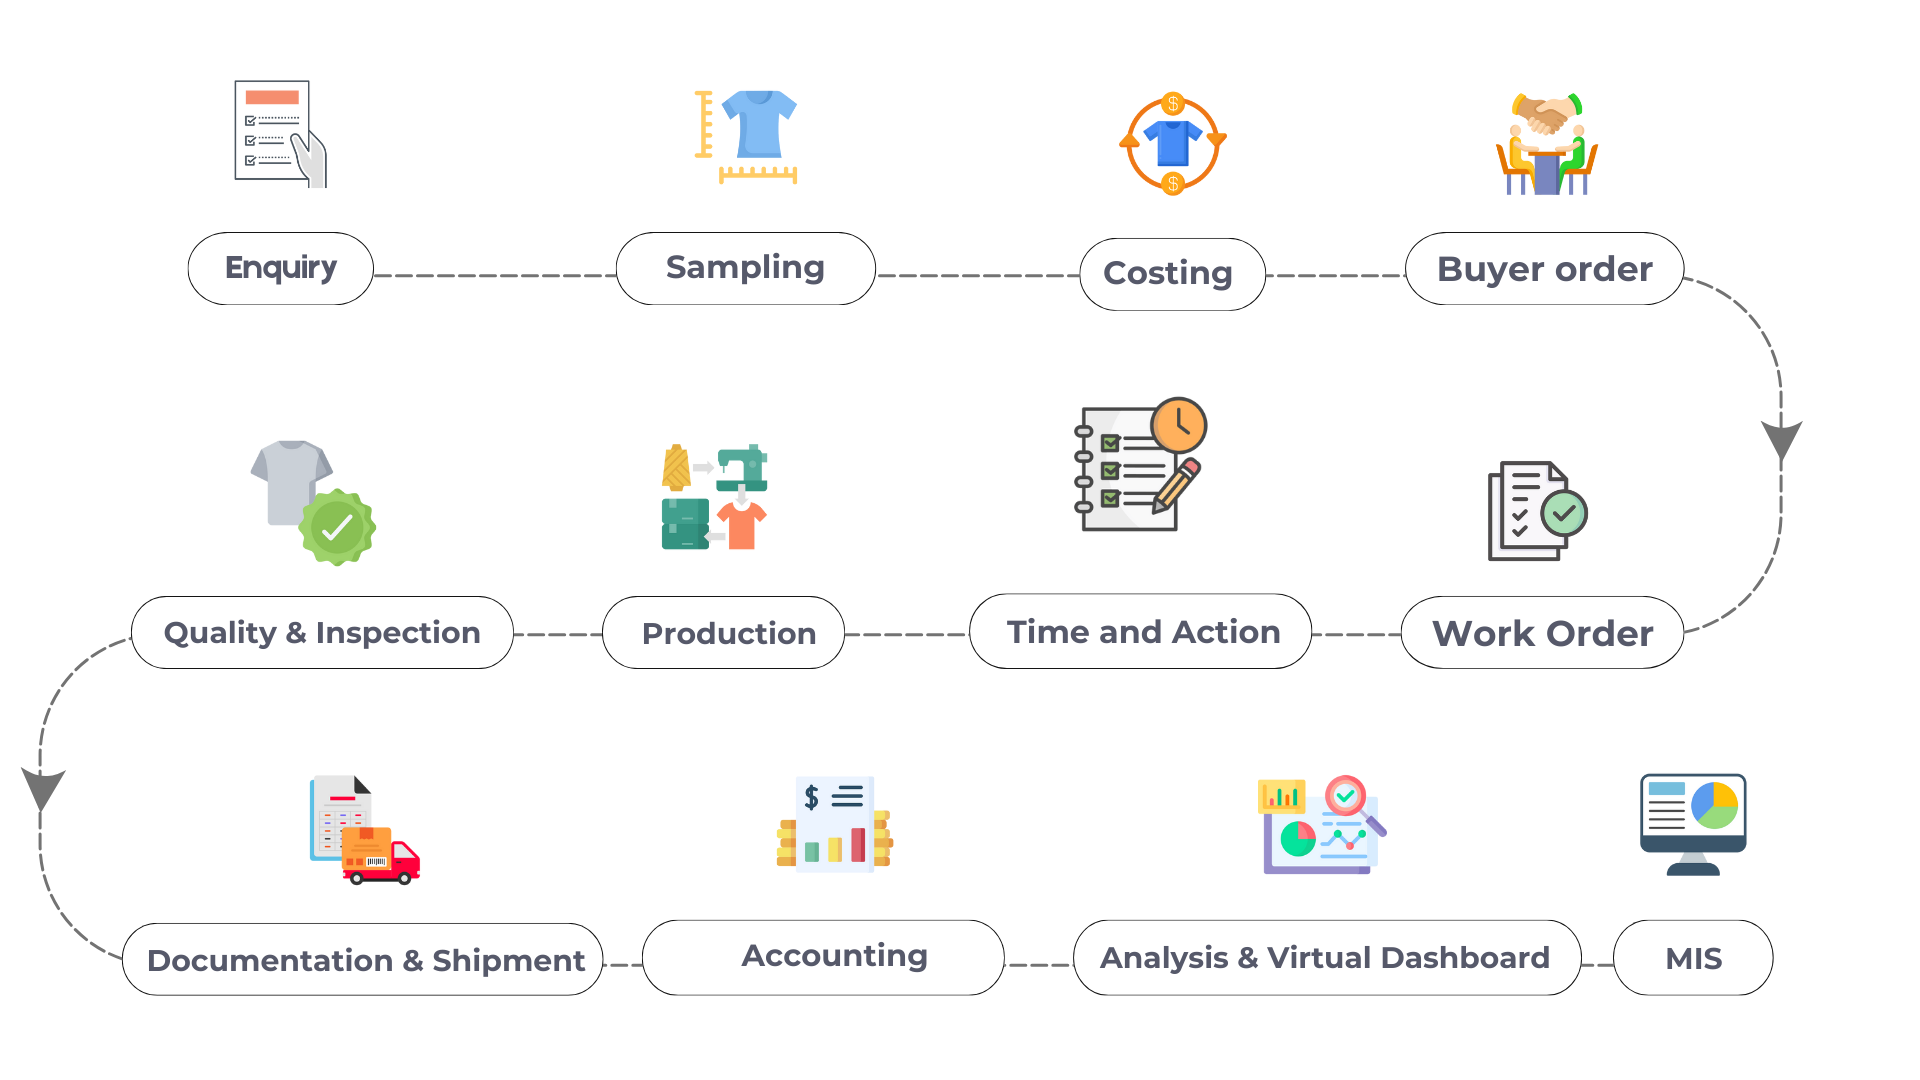 Enquiry
Sampling
Costing
Buyer order
Quality & Inspection
Production
Time and Action
Work Order
Documentation & Shipment
Accounting
Analysis & Virtual Dashboard
MIS